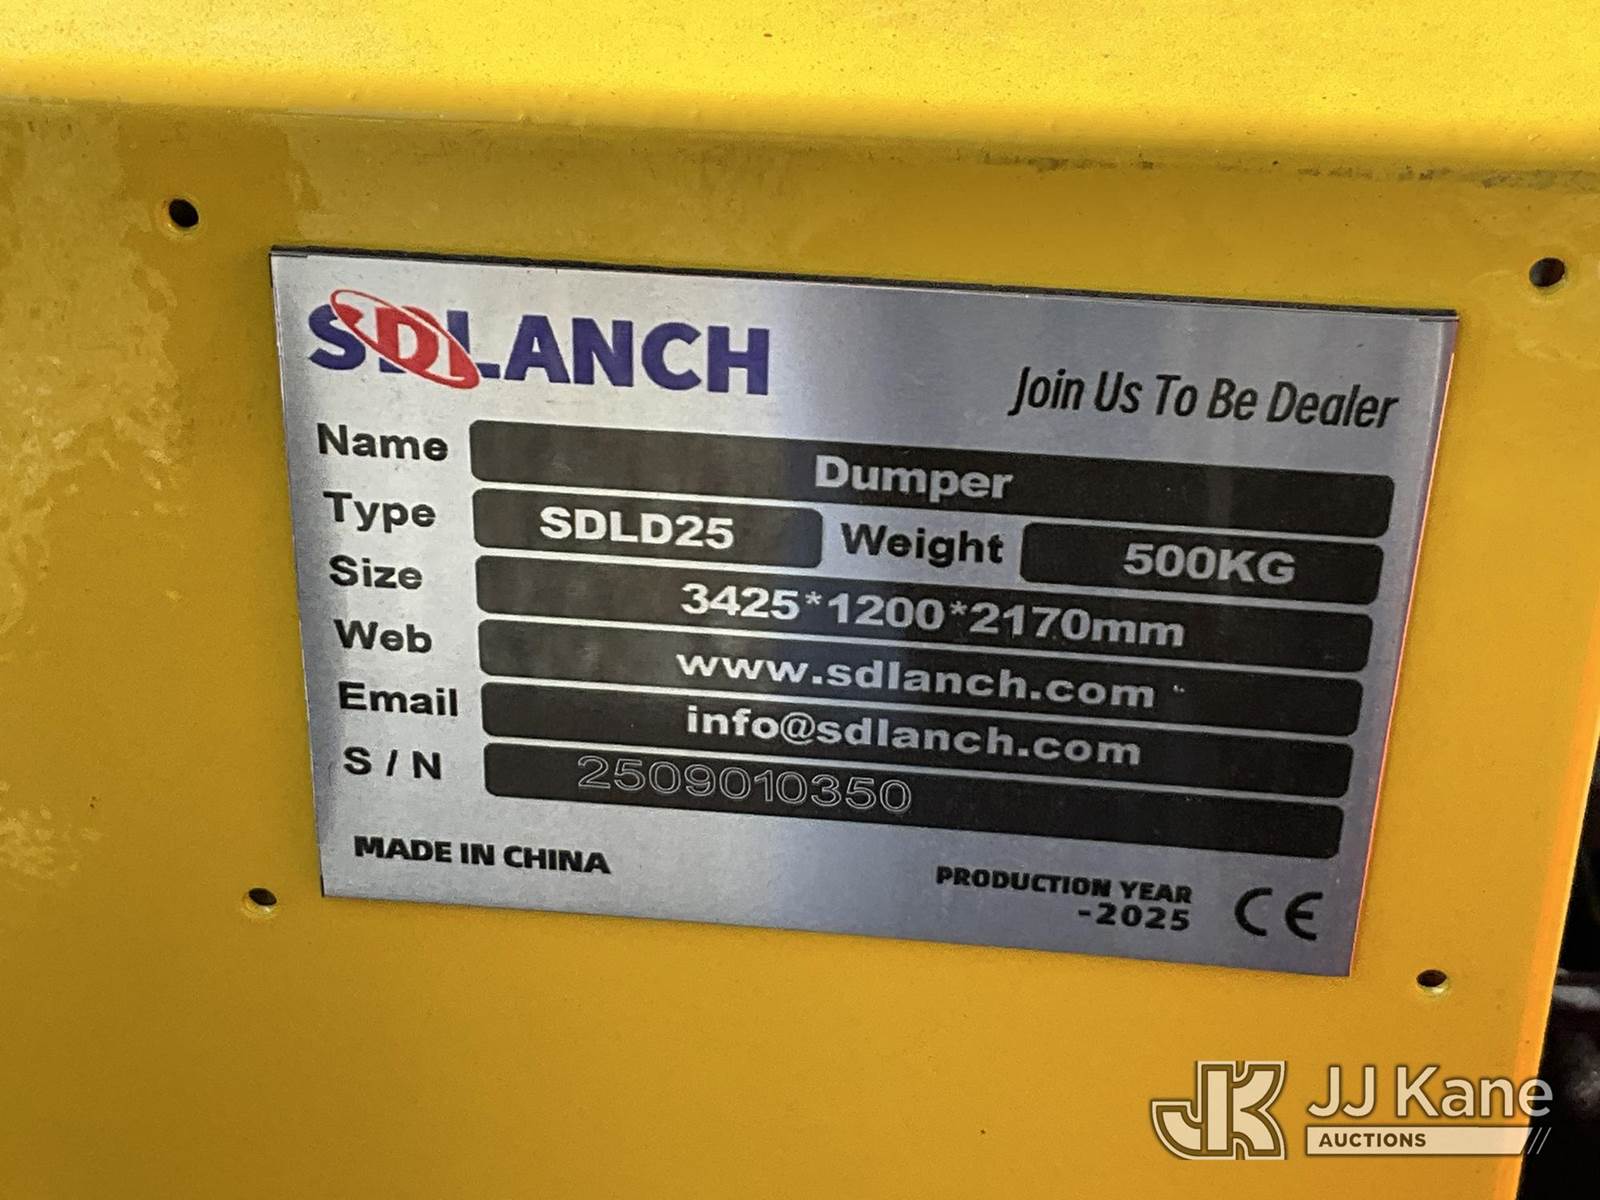 SDLANCH
Join Us To Be Dealer
Name Dumper
Type SDLD25 Weight 500KG
Size 3425*1200*2170mm
Web www.sdlanch.com
Email info@sdlanch.com
S / N 2509010350
MADE IN CHINA
PRODUCTION YEAR
-2025 CE
JK JJ Kane
AUCTIONS